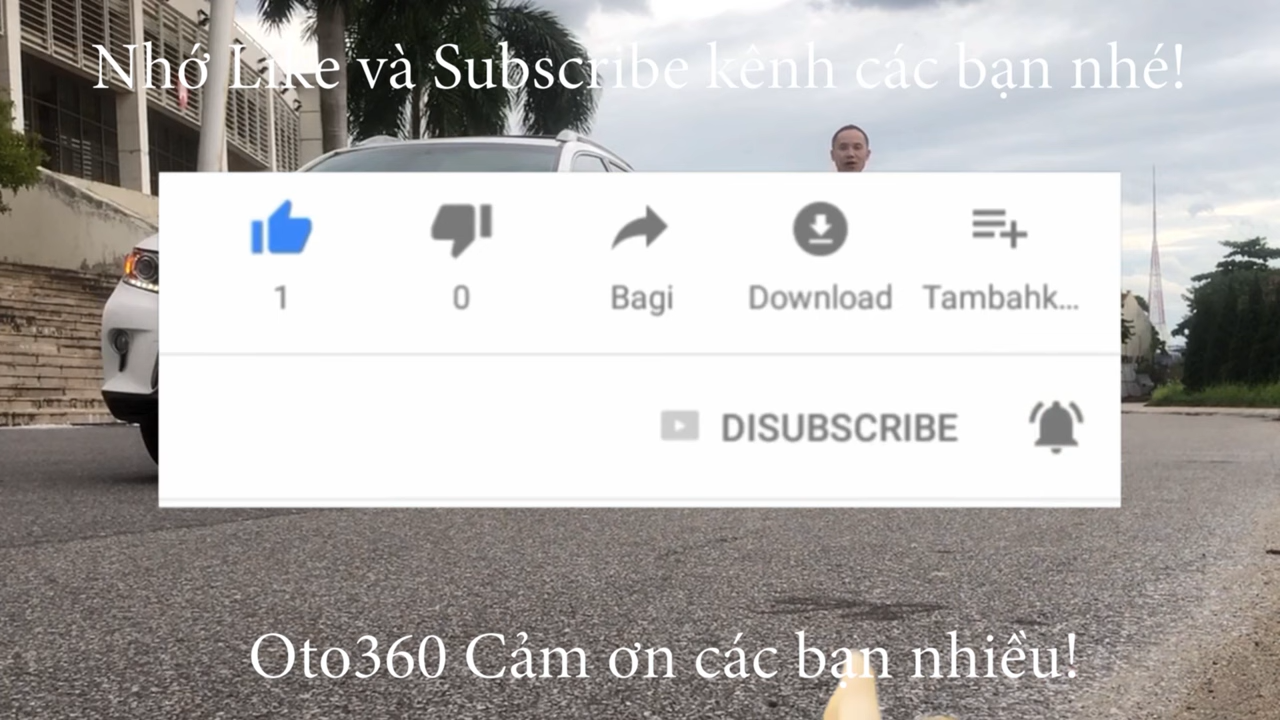 Nhớ Like và Subscribe kênh các bạn nhé!
1 0 Bagi Download Tambahk...
DISUBSCRIBE
Oto360 Cảm ơn các bạn nhiều!